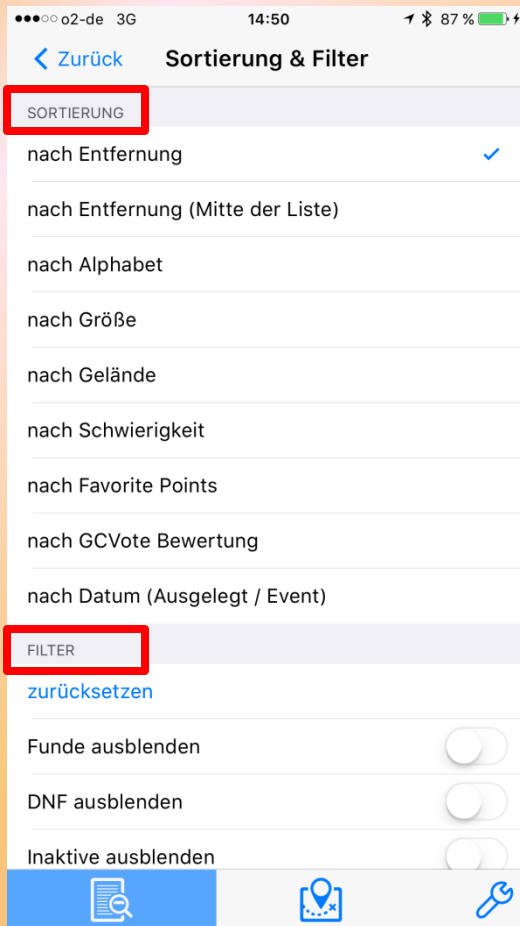 o2-de 3G 14:50 87 %
Zurück Sortierung & Filter
SORTIERUNG
nach Entfernung
nach Entfernung (Mitte der Liste)
nach Alphabet
nach Größe
nach Gelände
nach Schwierigkeit
nach Favorite Points
nach GCVote Bewertung
nach Datum (Ausgelegt / Event)
FILTER
zurücksetzen
Funde ausblenden
DNF ausblenden
Inaktive ausblenden